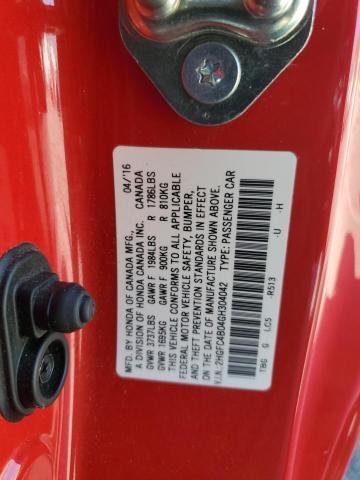 MFD. BY HONDA OF CANADA MFG., 04/'16
A DIVISION OF HONDA CANADA INC. CANADA
GVWR 3737LBS GAWR F 1984LBS R 1786LBS
GVWR 1695KG GAWR F 900KG R 810KG
THIS VEHICLE CONFORMS TO ALL APPLICABLE
FEDERAL MOTOR VEHICLE SAFETY, BUMPER,
AND THEFT PREVENTION STANDARDS IN EFFECT
ON THE DATE OF MANUFACTURE SHOWN ABOVE.
V.I.N.: 2HGFC4B04GH304042 TYPE: PASSENGER CAR
TBG G LC5 -R513 -U -H